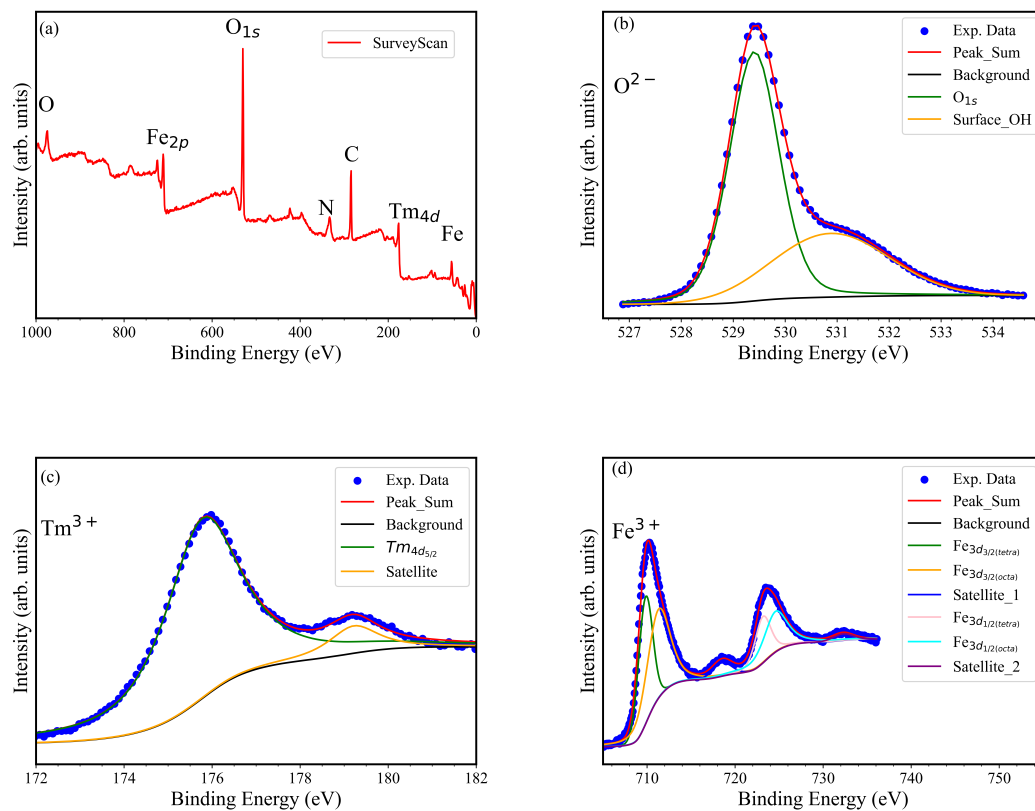 (a)
SurveyScan
O
Fe2p
O1s
N
C
Tm4d
Fe
Intensity (arb. units)
1000 800 600 400 200 0
Binding Energy (eV)
(b)
O2−
Exp. Data
Peak_Sum
Background
O1s
Surface_OH
Intensity (arb. units)
527 528 529 530 531 532 533 534
Binding Energy (eV)
(c)
Tm3+
Exp. Data
Peak_Sum
Background
Tm4d5/2
Satellite
Intensity (arb. units)
172 174 176 178 180 182
Binding Energy (eV)
(d)
Fe3+
Exp. Data
Peak_Sum
Background
Fe3d3/2(tetra)
Fe3d3/2(octa)
Satellite_1
Fe3d1/2(tetra)
Fe3d1/2(octa)
Satellite_2
Intensity (arb. units)
710 720 730 740 750
Binding Energy (eV)